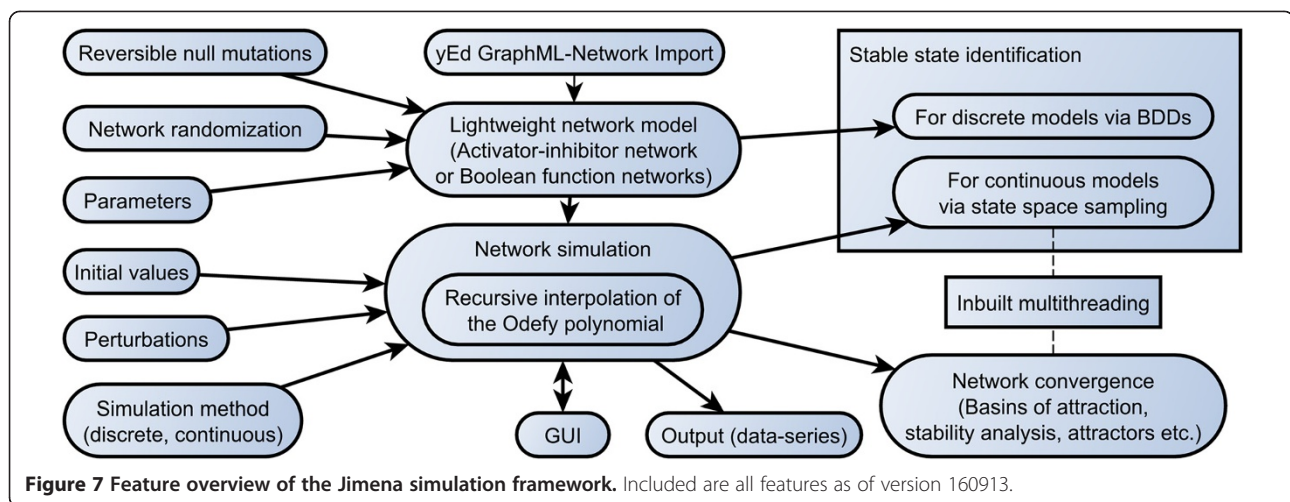 Reversible null mutations
yEd GraphML-Network Import
Stable state identification
Network randomization
Lightweight network model
(Activator-inhibitor network
or Boolean function networks)
For discrete models via BDDs
Parameters
For continuous models
via state space sampling
Network simulation
Initial values
Recursive interpolation of
the Odefy polynomial
Inbuilt multithreading
Perturbations
Simulation method
(discrete, continuous)
GUI
Output (data-series)
Network convergence
(Basins of attraction,
stability analysis, attractors etc.)
Figure 7 Feature overview of the Jimena simulation framework. Included are all features as of version 160913.